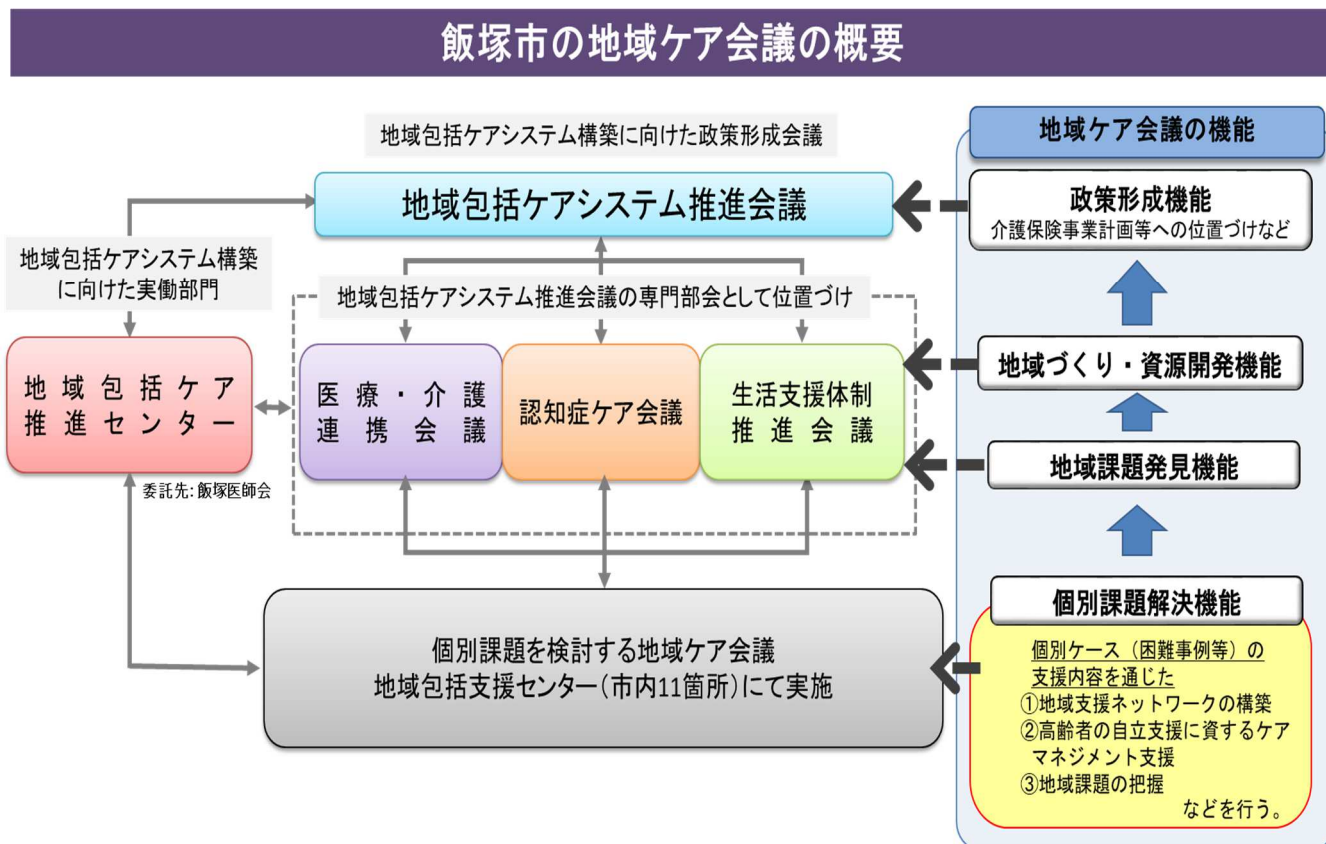 飯塚市の地域ケア会議の概要
地域包括ケアシステム構築に向けた政策形成会議
地域包括ケアシステム推進会議
地域包括ケアシステム構築
に向けた実働部門
地域包括ケアシステム推進会議の専門部会として位置づけ
地域包括ケア
推進センター
委託先:飯塚医師会
医療・介護
連携会議
認知症ケア会議
生活支援体制
推進会議
個別課題を検討する地域ケア会議
地域包括支援センター(市内11箇所)にて実施
地域ケア会議の機能
政策形成機能
介護保険事業計画等への位置づけなど
地域づくり・資源開発機能
地域課題発見機能
個別課題解決機能
個別ケース(困難事例等)の
支援内容を通じた
①地域支援ネットワークの構築
②高齢者の自立支援に資するケア
マネジメント支援
③地域課題の把握
などを行う。